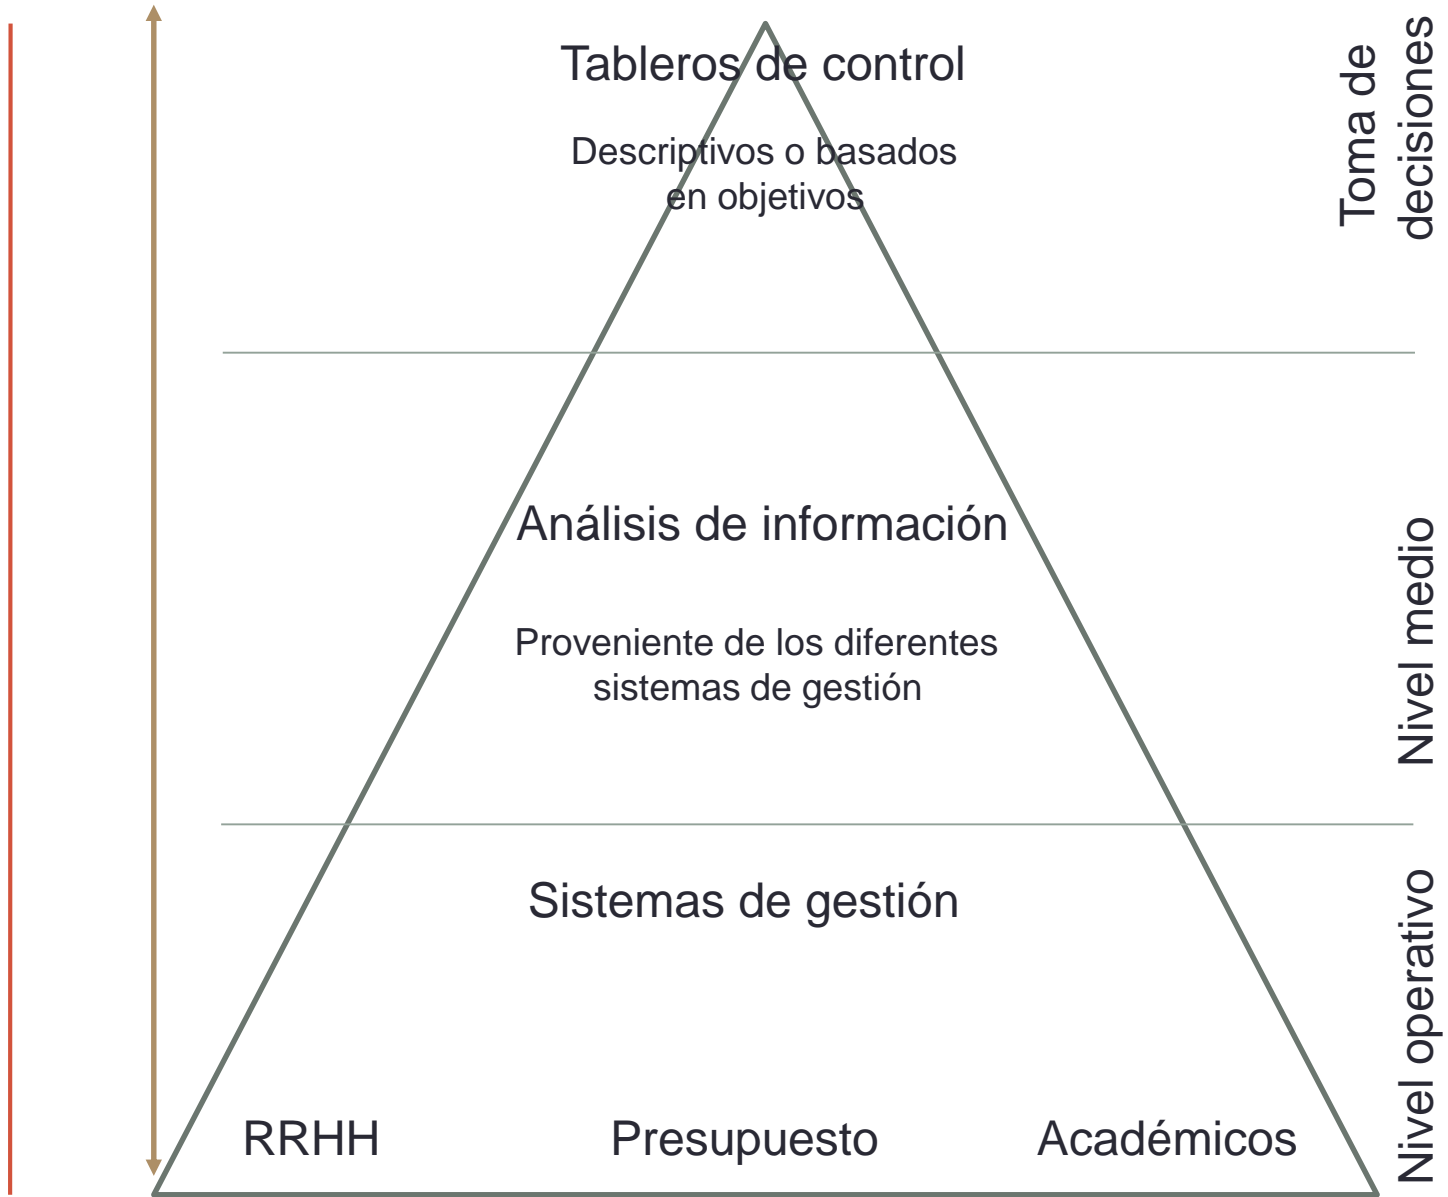 Tableros de control
Descriptivos o basados
en objetivos
Toma de
decisiones
Análisis de información
Proveniente de los diferentes
sistemas de gestión
Nivel medio
Sistemas de gestión
RRHH
Presupuesto
Académicos
Nivel operativo